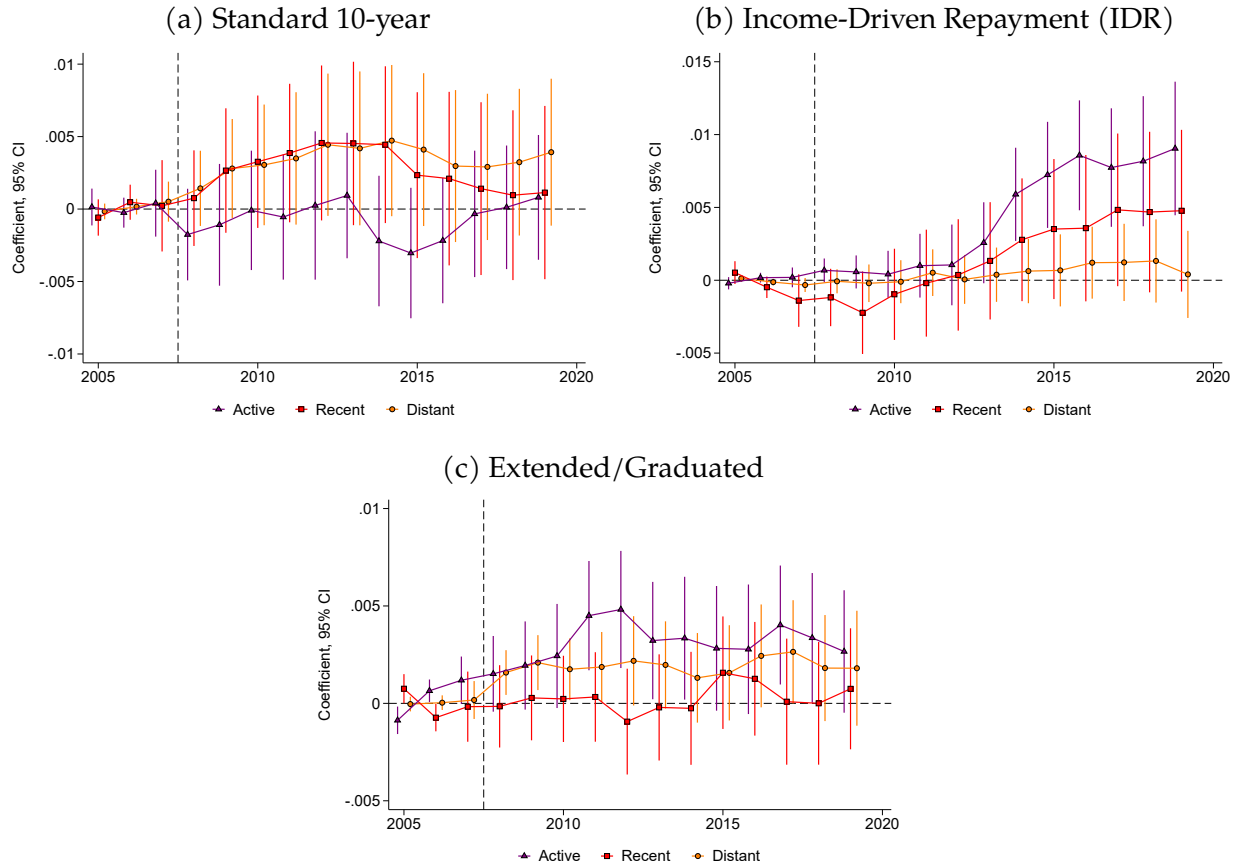 (a) Standard 10-year
.01
.005
0
-.005
-.01
Coefficient, 95% CI
2005 2010 2015 2020
Active Recent Distant
(b) Income-Driven Repayment (IDR)
.015
.01
.005
0
-.005
Coefficient, 95% CI
2005 2010 2015 2020
Active Recent Distant
(c) Extended/Graduated
.01
.005
0
-.005
Coefficient, 95% CI
2005 2010 2015 2020
Active Recent Distant